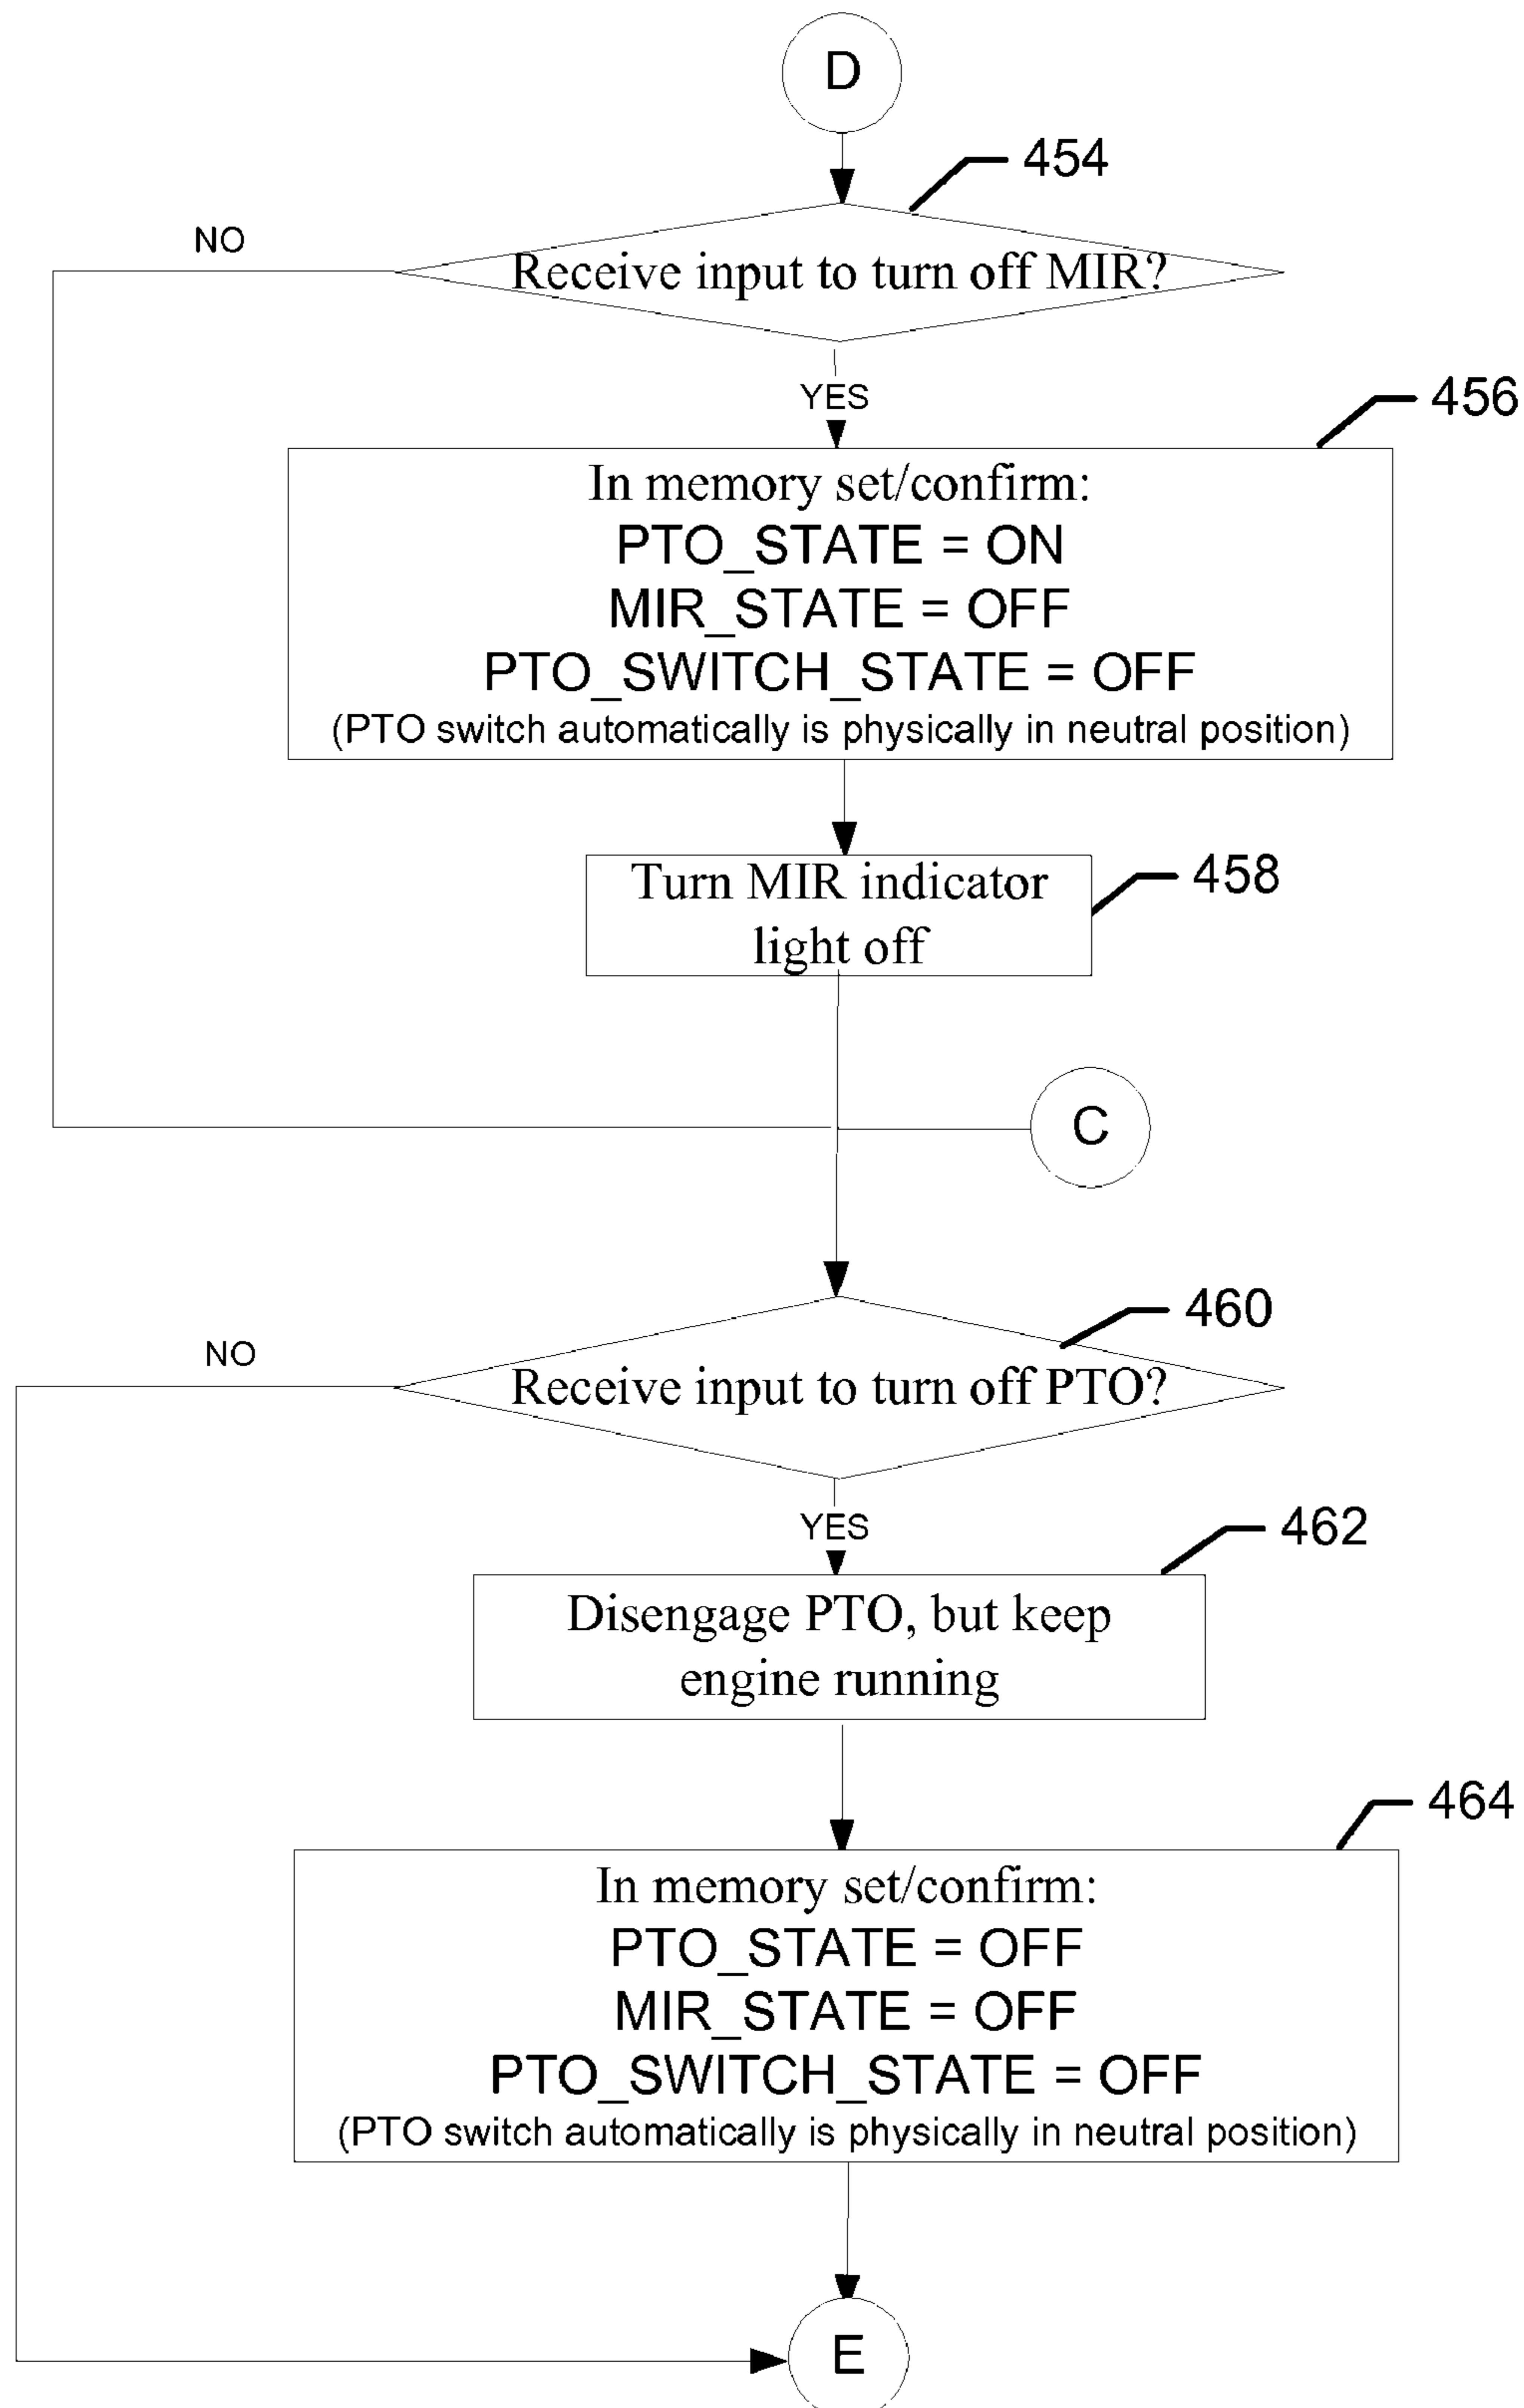 D
454
NO
Receive input to turn off MIR?
YES
456
In memory set/confirm:
PTO_STATE = ON
MIR_STATE = OFF
PTO_SWITCH_STATE = OFF
(PTO switch automatically is physically in neutral position)
458
Turn MIR indicator
light off
C
460
NO
Receive input to turn off PTO?
YES
462
Disengage PTO, but keep
engine running
464
In memory set/confirm:
PTO_STATE = OFF
MIR_STATE = OFF
PTO_SWITCH_STATE = OFF
(PTO switch automatically is physically in neutral position)
E